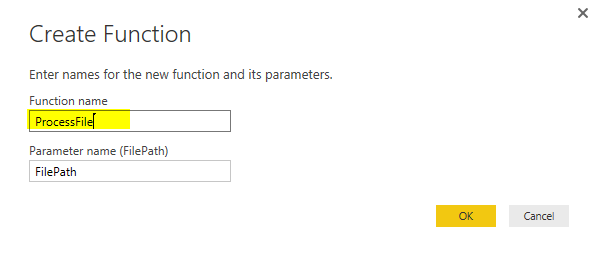 Create Function
Enter names for the new function and its parameters.
Function name
ProcessFile
Parameter name (FilePath)
FilePath
OK Cancel